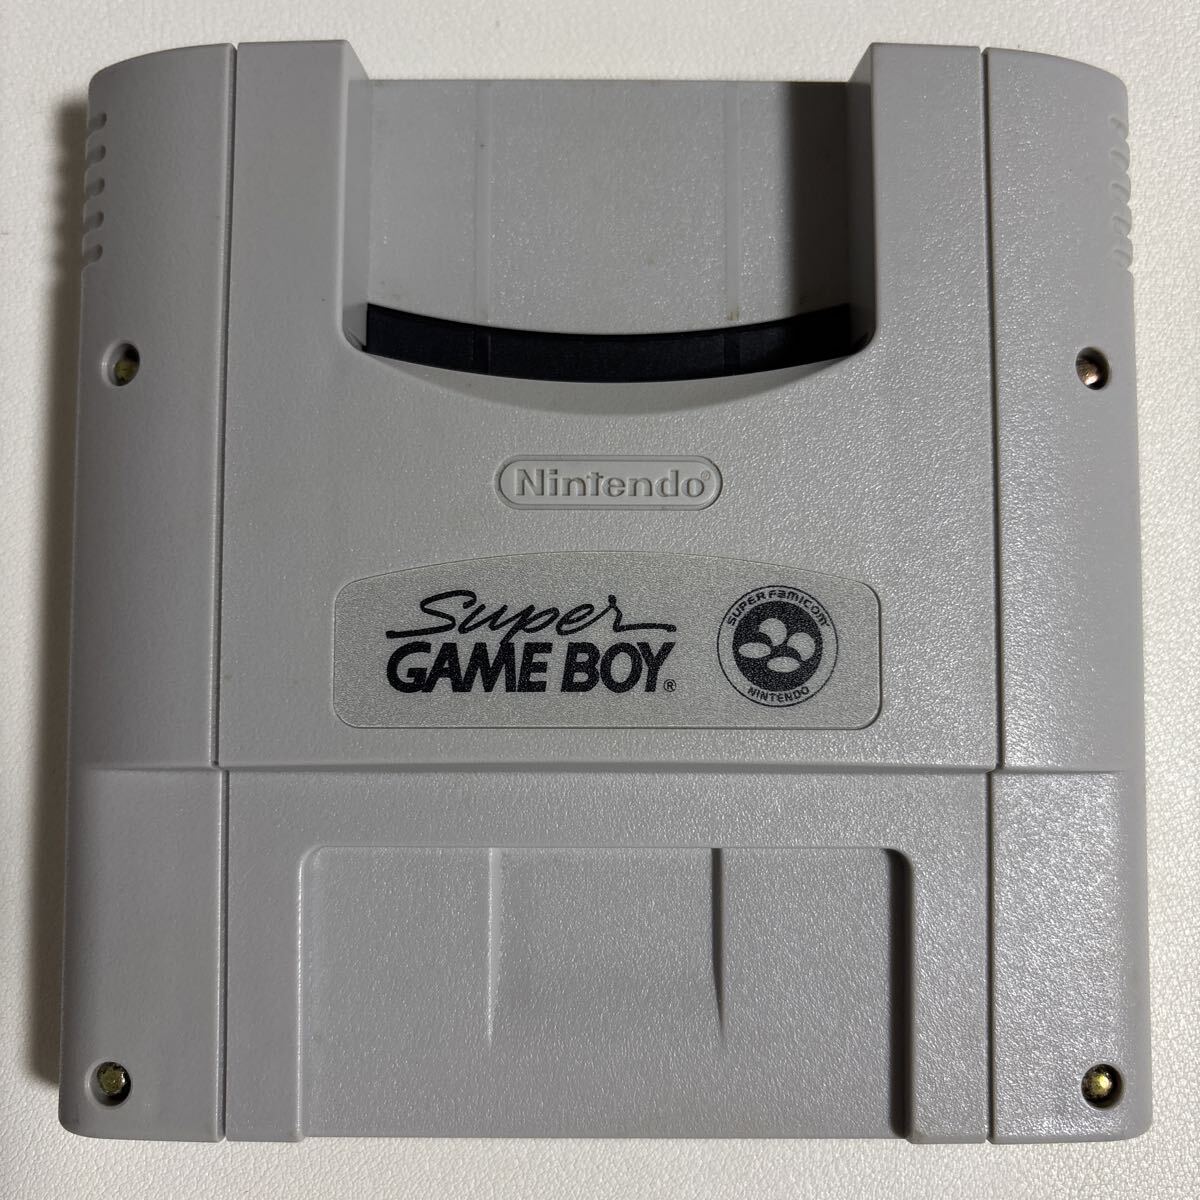 Nintendo®
Super
GAME BOY®
SUPER FAMICOM
NINTENDO